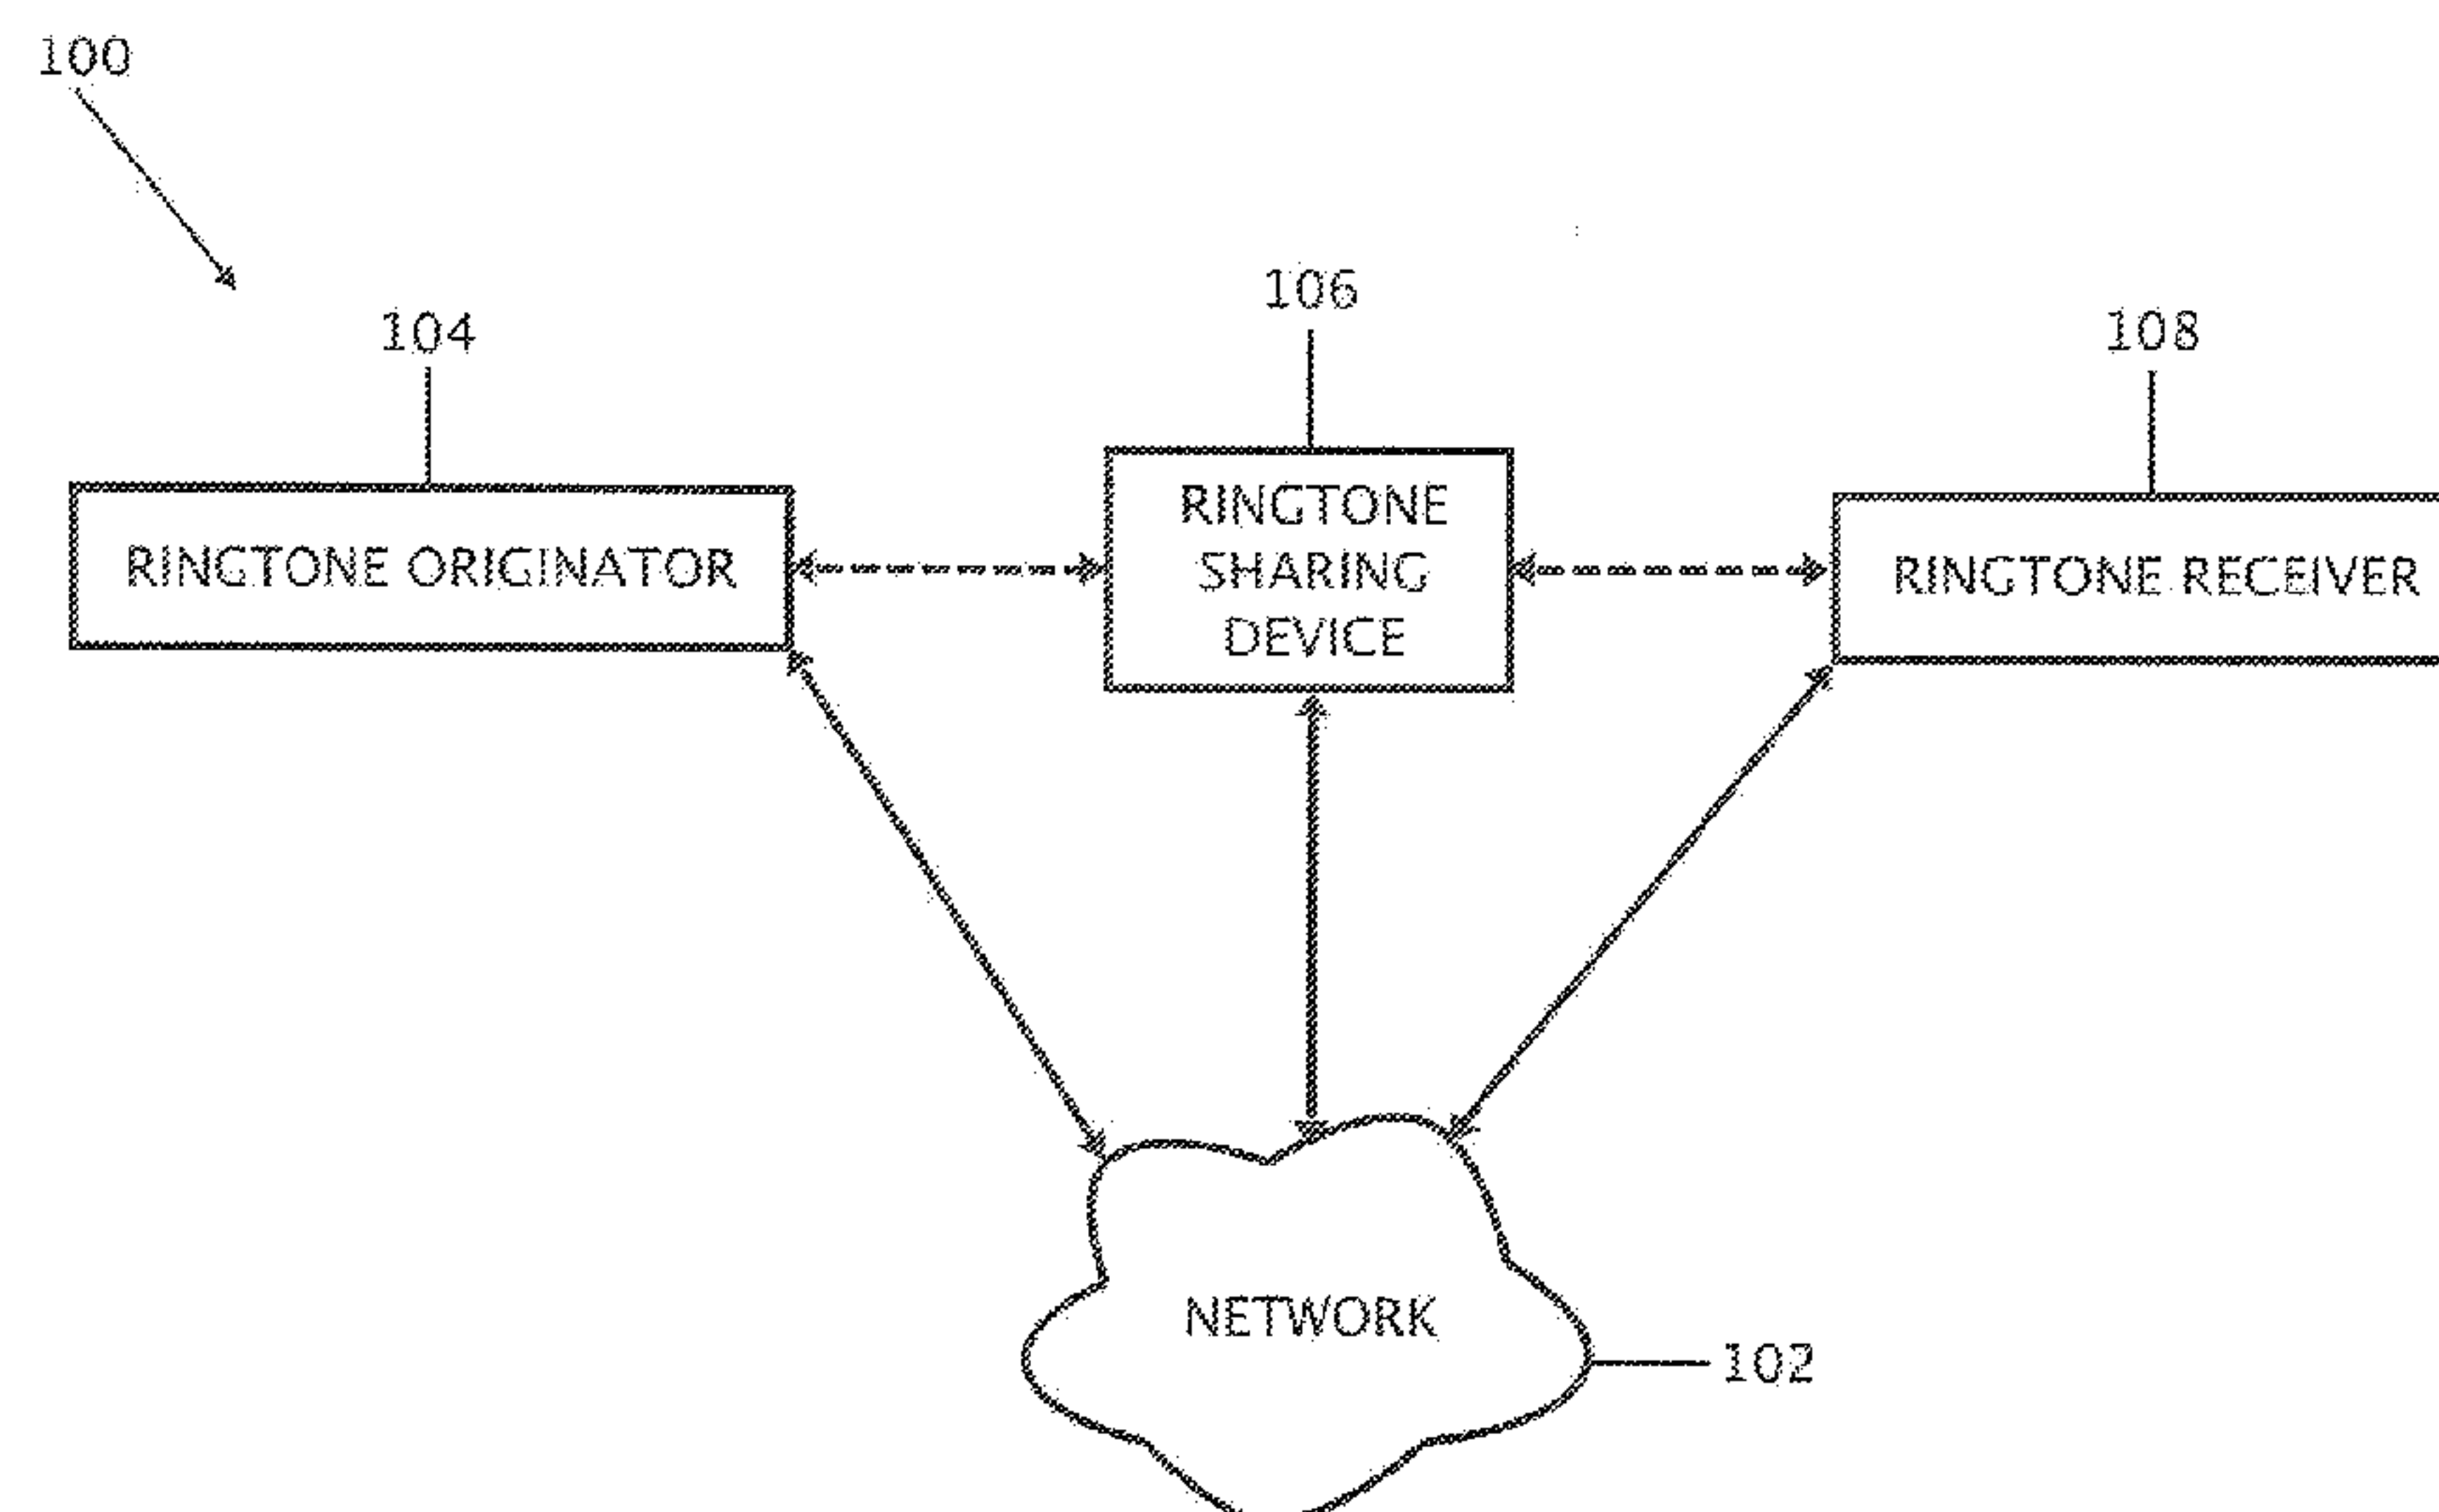 100
106
104
108
RINGTONE
SHARING
DEVICE
RINGTONE ORIGINATOR
RINGTONE RECEIVER
NETWORK
102